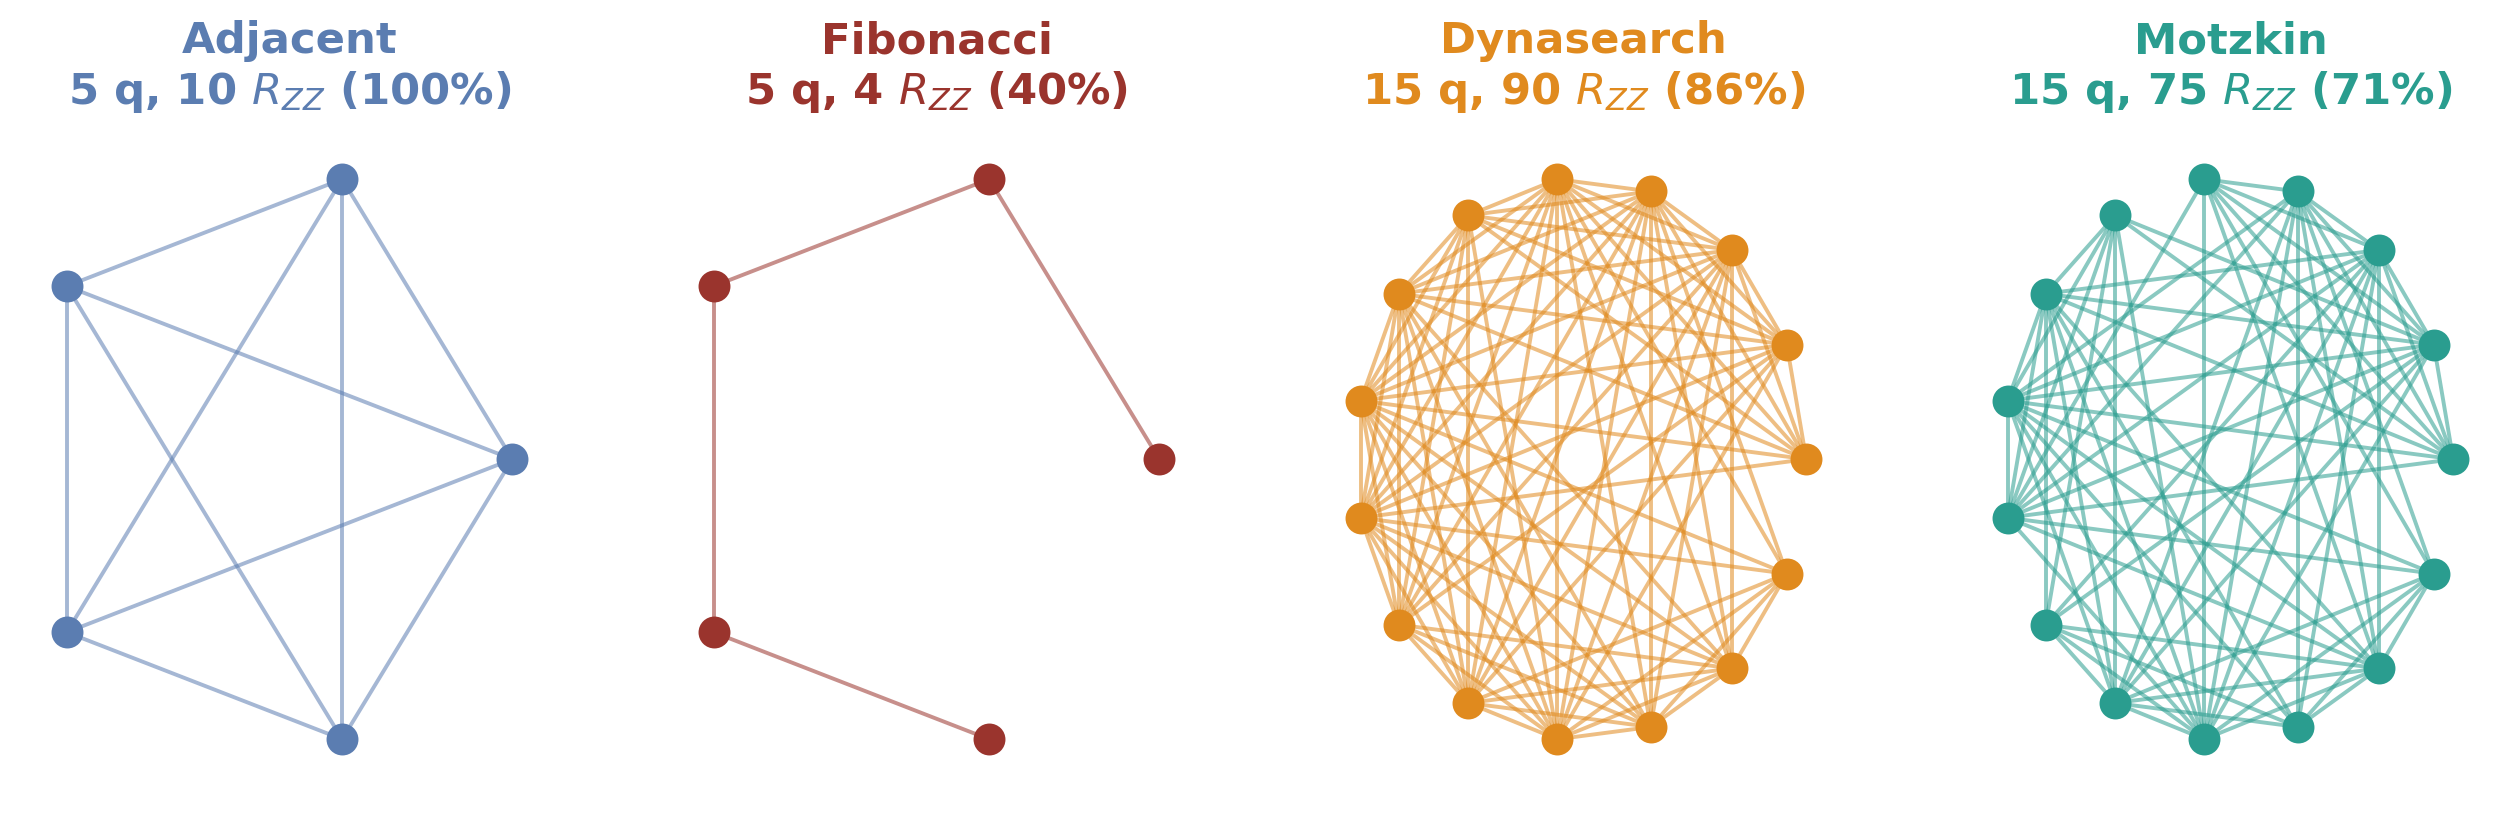 Adjacent
5 q, 10 R_ZZ (100%)
Fibonacci
5 q, 4 R_ZZ (40%)
Dynasearch
15 q, 90 R_ZZ (86%)
Motzkin
15 q, 75 R_ZZ (71%)